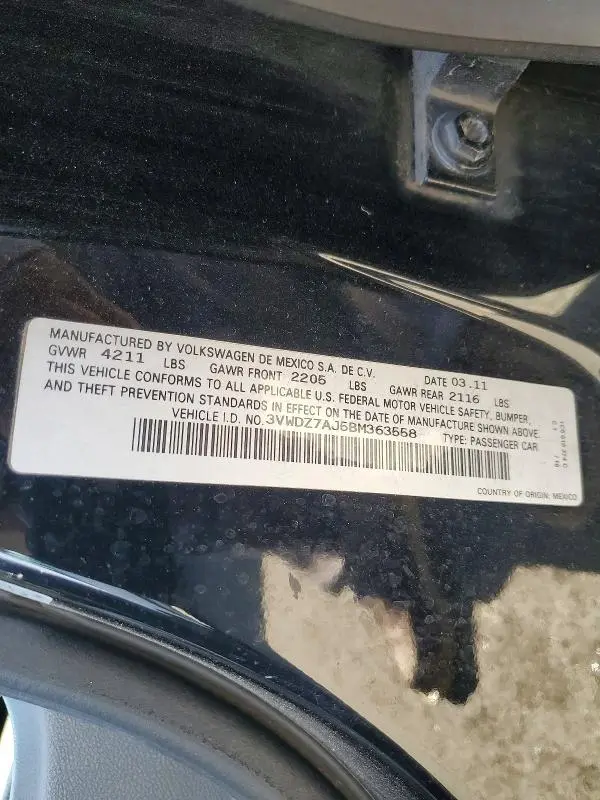 MANUFACTURED BY VOLKSWAGEN DE MEXICO S.A. DE C.V. DATE 03.11
GVWR 4211 LBS GAWR FRONT 2205 LBS GAWR REAR 2116 LBS
THIS VEHICLE CONFORMS TO ALL APPLICABLE U.S. FEDERAL MOTOR VEHICLE SAFETY, BUMPER,
AND THEFT PREVENTION STANDARDS IN EFFECT ON THE DATE OF MANUFACTURE SHOWN ABOVE.
VEHICLE I.D. NO. 3VWDZ7AJ5BM363558 TYPE: PASSENGER CAR
COUNTRY OF ORIGIN: MEXICO